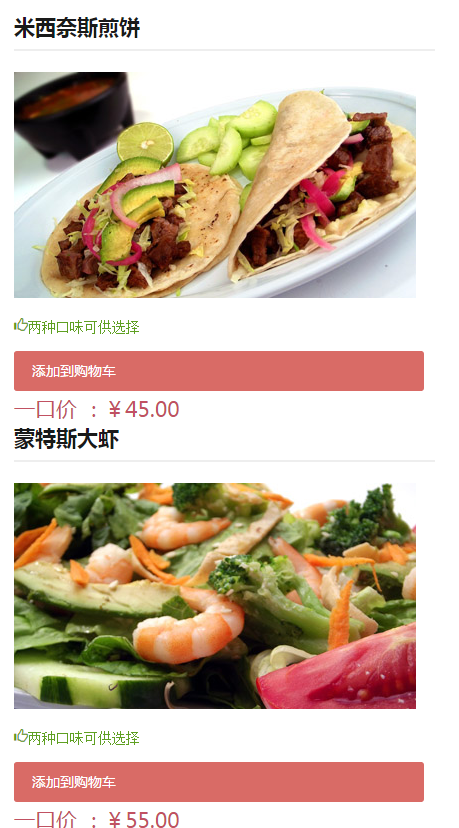 米西奈斯煎饼
两种口味可供选择
添加到购物车
一口价 ：￥45.00
蒙特斯大虾
两种口味可供选择
添加到购物车
一口价 ：￥55.00